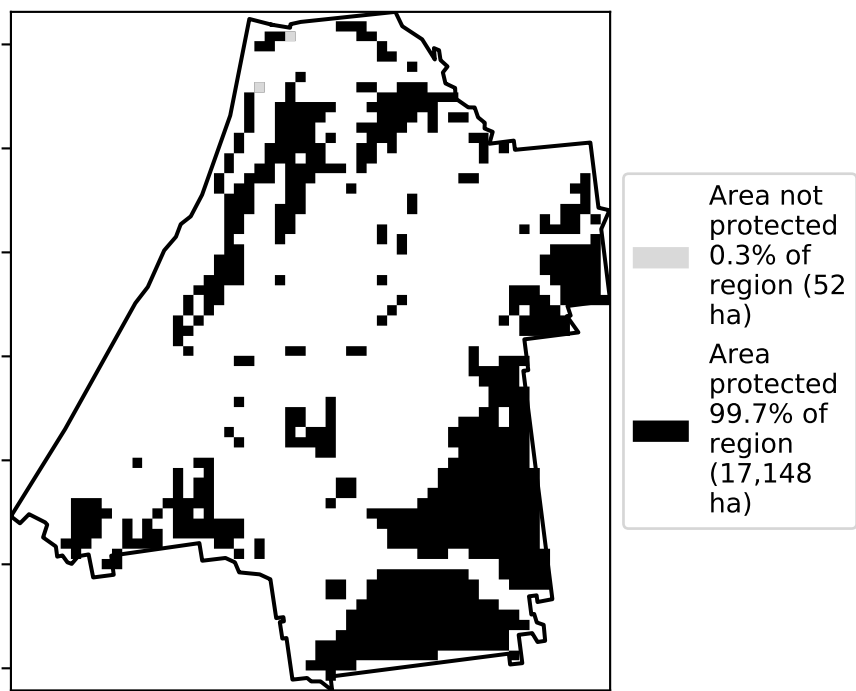 Area not
protected
0.3% of
region (52
ha)
Area
protected
99.7% of
region
(17,148
ha)